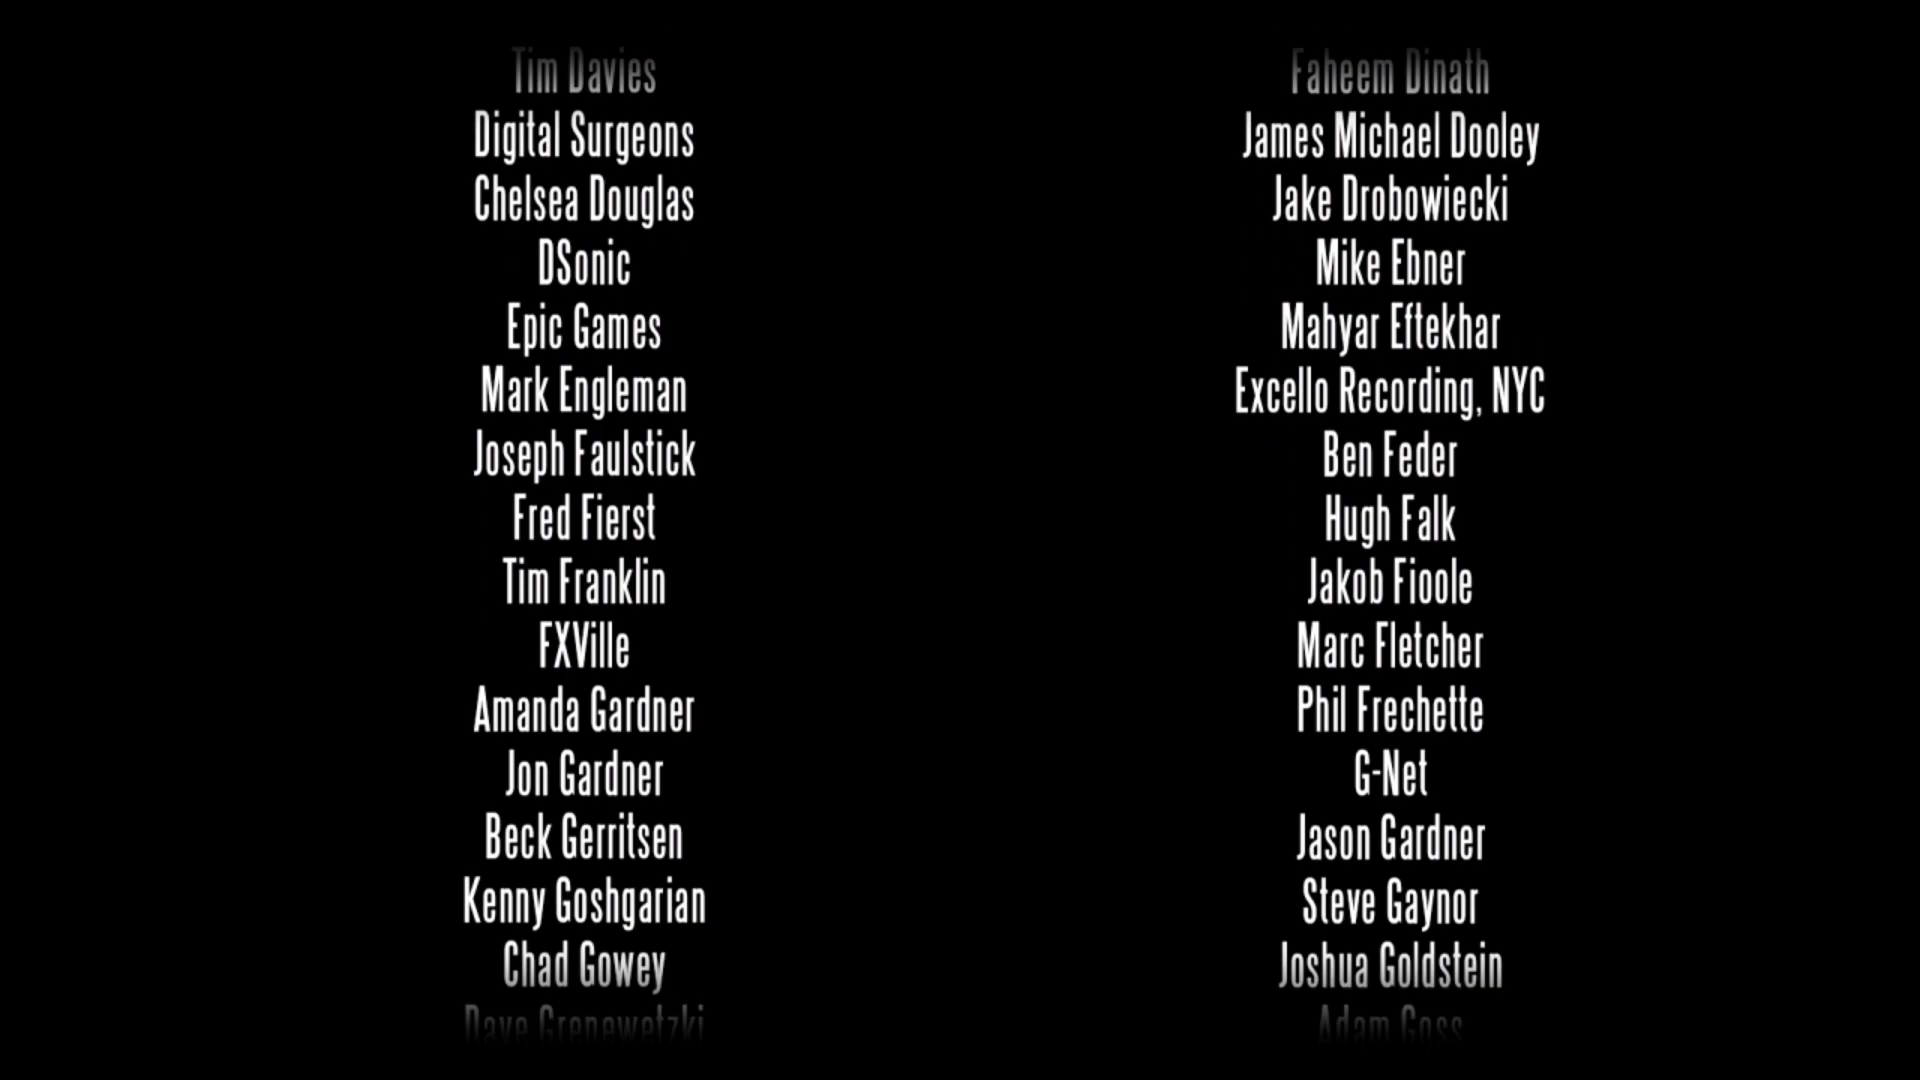 Tim Davies
Faheem Dinath
Digital Surgeons
James Michael Dooley
Chelsea Douglas
Jake Drobowiecki
DSonic
Mike Ebner
Epic Games
Mahyar Eftekhar
Mark Engleman
Excello Recording, NYC
Joseph Faulstick
Ben Feder
Fred Fierst
Hugh Falk
Tim Franklin
Jakob Fioole
FXVille
Marc Fletcher
Amanda Gardner
Phil Frechette
Jon Gardner
G-Net
Beck Gerritsen
Jason Gardner
Kenny Goshgarian
Steve Gaynor
Chad Gowey
Joshua Goldstein
Dave Grenewetzki
Adam Goss